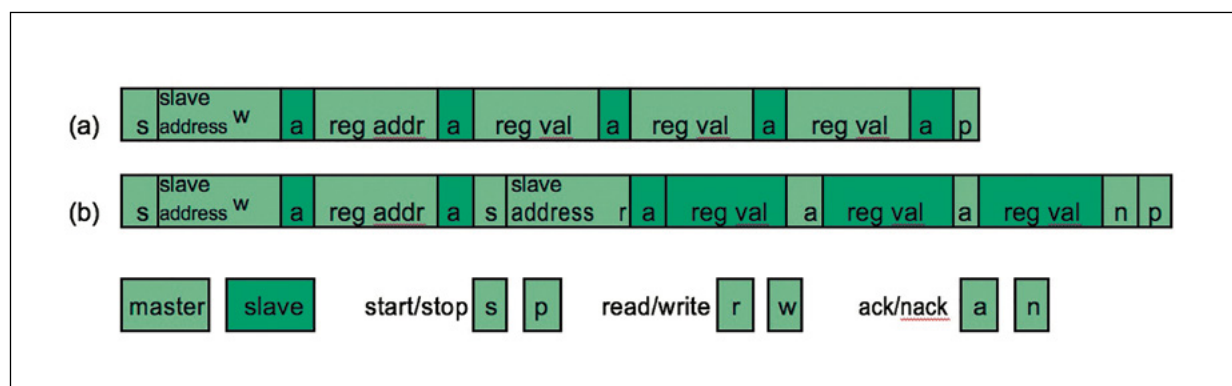 slave
(a) s address w a reg addr a reg val a reg val a reg val a p
slave slave
(b) s address w a reg addr a s address r a reg val a reg val a reg val n p
master slave start/stop s p read/write r w ack/nack a n